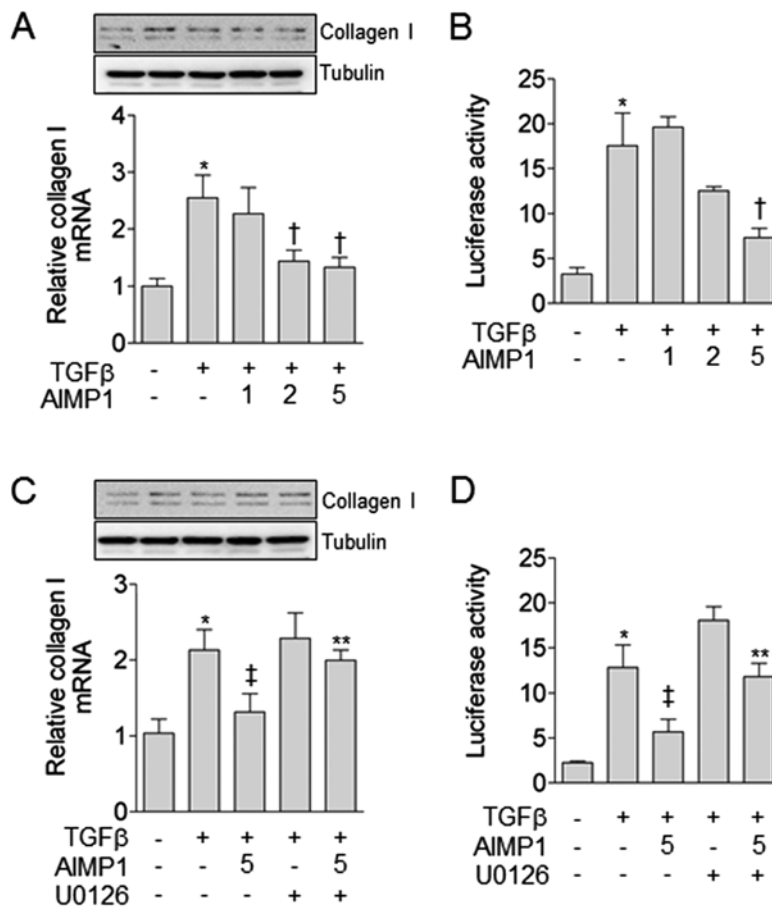 A
Collagen I
Tubulin
Relative collagen I
mRNA
4
3
2
1
0
*
†
†
TGFβ - + + + +
AIMP1 - - 1 2 5
B
Luciferase activity
25
20
15
10
5
0
*
†
TGFβ - + + + +
AIMP1 - - 1 2 5
C
Collagen I
Tubulin
Relative collagen I
mRNA
3
2
1
0
*
‡
**
TGFβ - + + + +
AIMP1 - - 5 - 5
U0126 - - - + +
D
Luciferase activity
25
20
15
10
5
0
*
‡
**
TGFβ - + + + +
AIMP1 - - 5 - 5
U0126 - - - + +